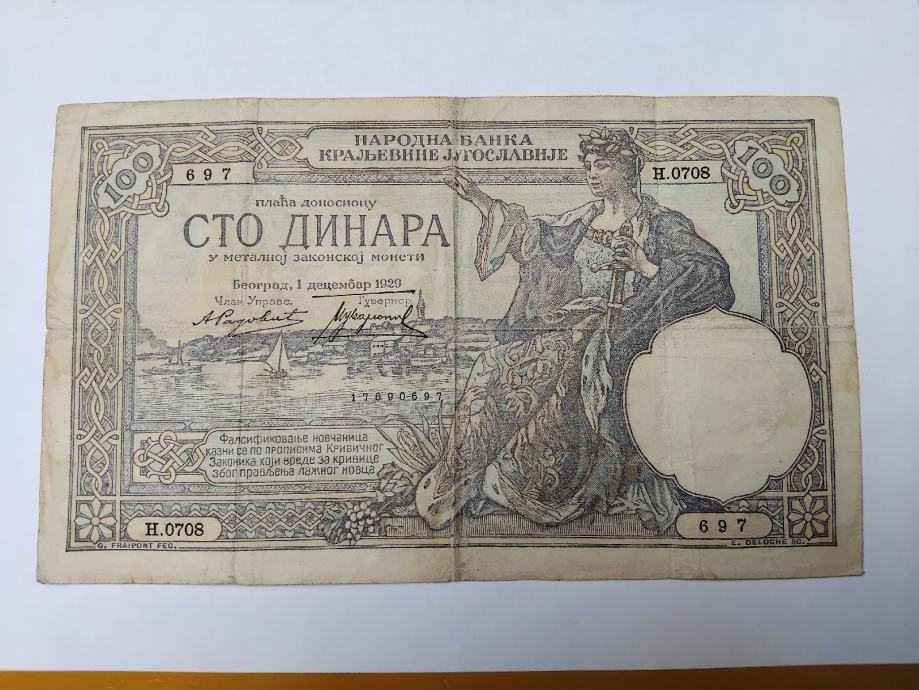 НАРОДНА БАНКА
КРАЉЕВИНЕ ЈУГОСЛАВИЈЕ
100
697
H.0708
100
плаћа доносиоцу
СТО ДИНАРА
у металној законској монети
Београд, 1 децембар 1929
Члан Управе.
Гувернер.
17690697
Фалсификовање новчаница
казни се по прописима Кривичног
Законика, који вреде за кривице
због прављења лажног новца
H.0708
697
G. FRAIPONT FEC.
E. DELOCHE SC.